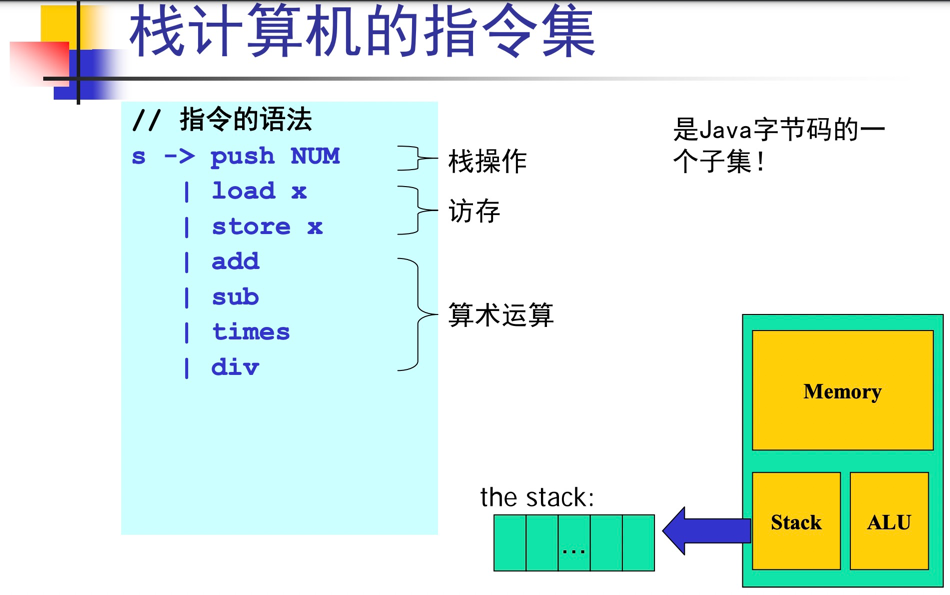 栈计算机的指令集
// 指令的语法
s -> push NUM
| load x
| store x
| add
| sub
| times
| div
栈操作
访存
算术运算
是Java字节码的一
个子集！
Memory
Stack
ALU
the stack:
...